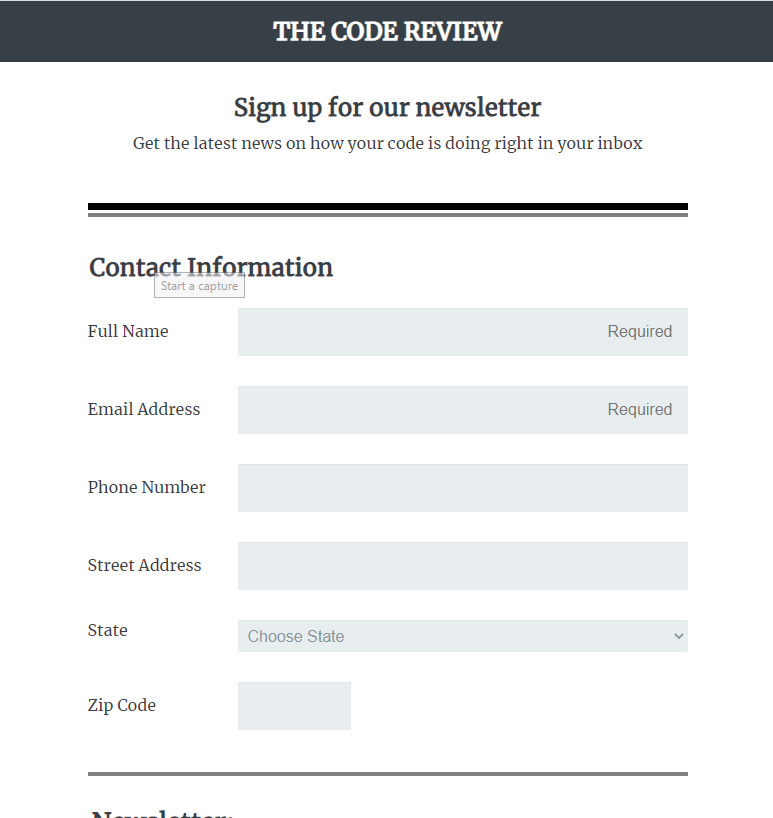 THE CODE REVIEW
Sign up for our newsletter
Get the latest news on how your code is doing right in your inbox
Contact Information
Start a capture
Full Name
Required
Email Address
Required
Phone Number
Street Address
State
Choose State
Zip Code